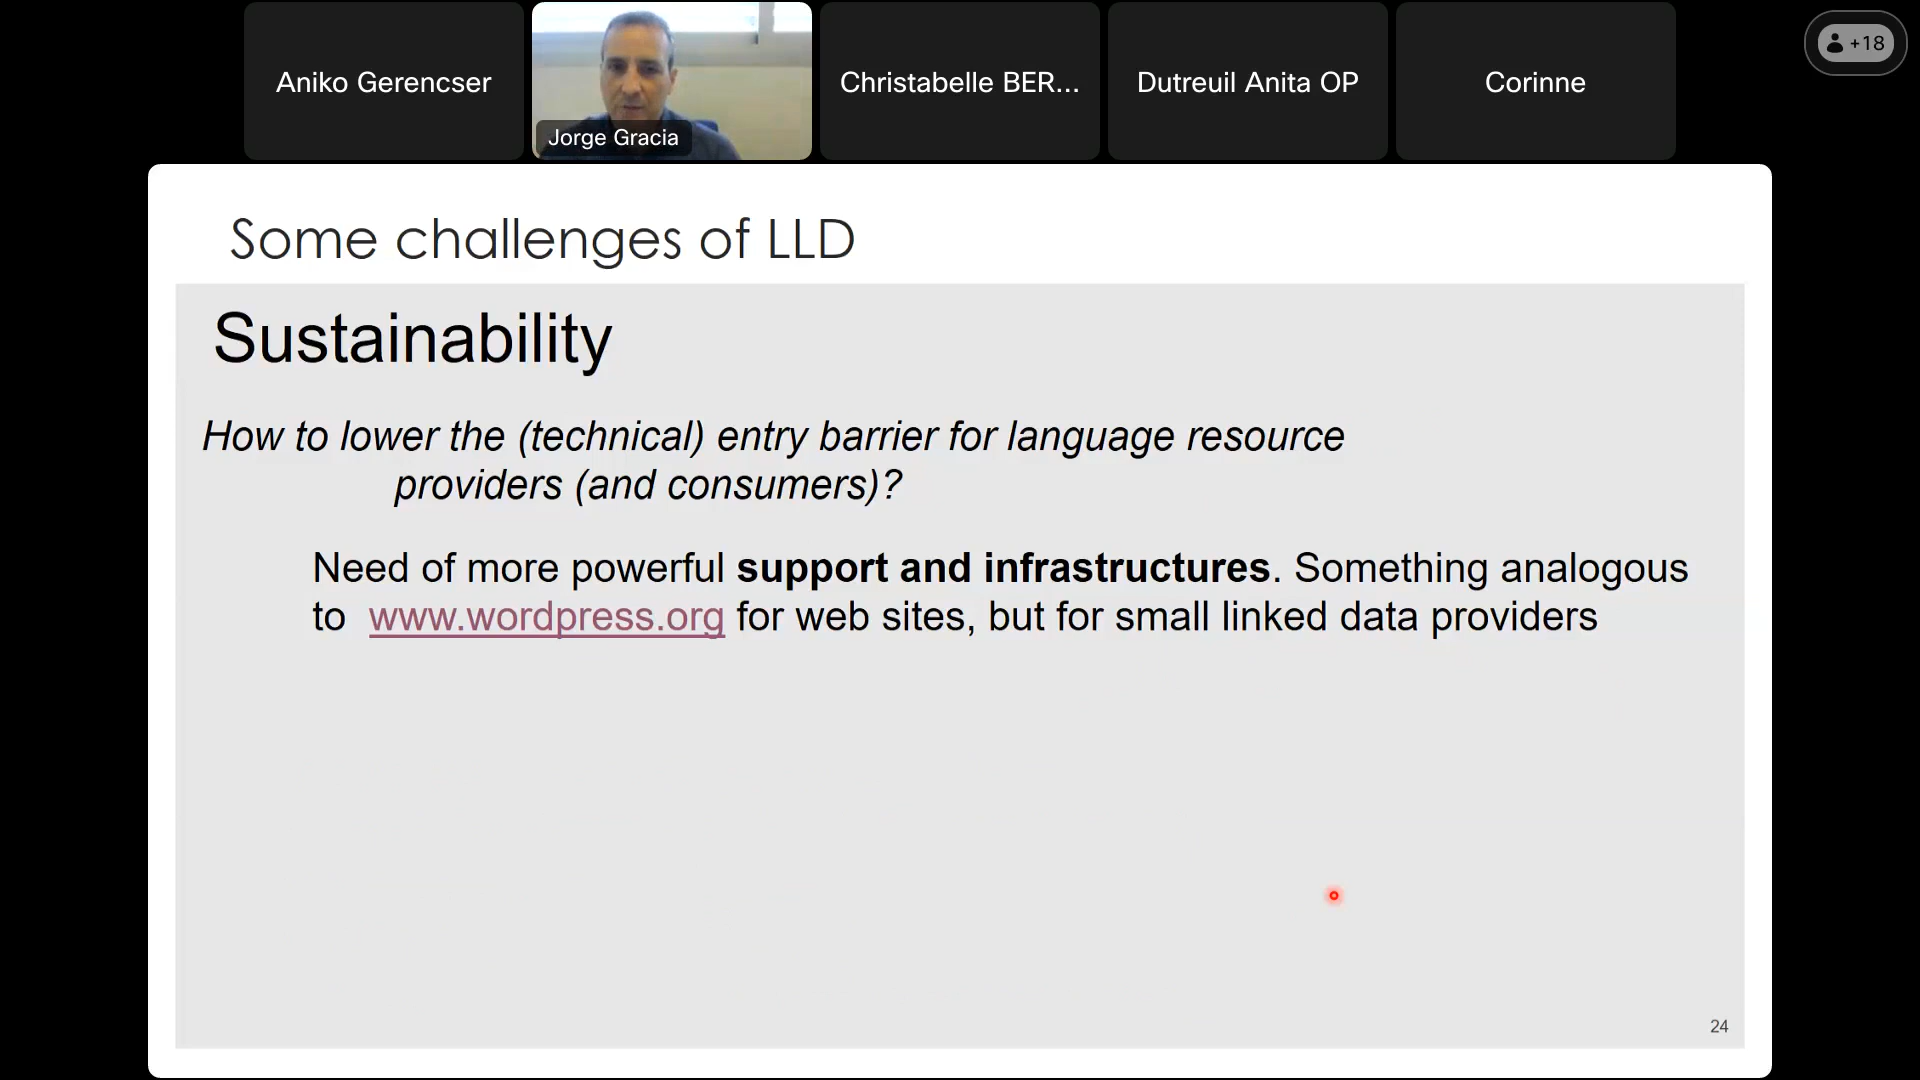 Aniko Gerencser
Jorge Gracia
Christabelle BER...
Dutreuil Anita OP
Corinne
+18
Some challenges of LLD
Sustainability
How to lower the (technical) entry barrier for language resource
providers (and consumers)?
Need of more powerful support and infrastructures. Something analogous
to www.wordpress.org for web sites, but for small linked data providers
24